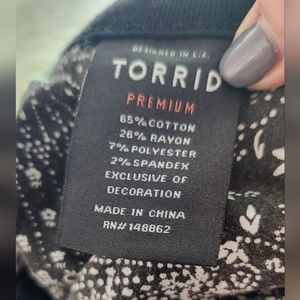 DESIGNED IN L.A.
TORRID
PREMIUM
65% COTTON
26% RAYON
7% POLYESTER
2% SPANDEX
EXCLUSIVE OF
DECORATION
MADE IN CHINA
RN# 148862